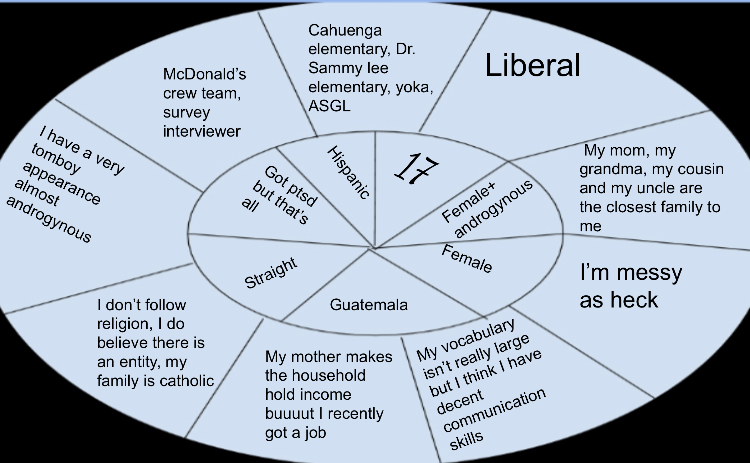 Cahuenga
elementary, Dr.
Sammy lee
elementary, yoka,
ASGL
Liberal
My mom, my
grandma, my cousin
and my uncle are
the closest family to
me
I'm messy
as heck
My vocabulary
isn't really large
but I think I have
decent
communication
skills
My mother makes
the household
hold income
buuuut I recently
got a job
I don't follow
religion, I do
believe there is
an entity, my
family is catholic
I have a very
tomboy
appearance
almost
androgynous
McDonald's
crew team,
survey
interviewer
Hispanic
17
Female+
androgynous
Female
Guatemala
Straight
Got ptsd
but that's
all